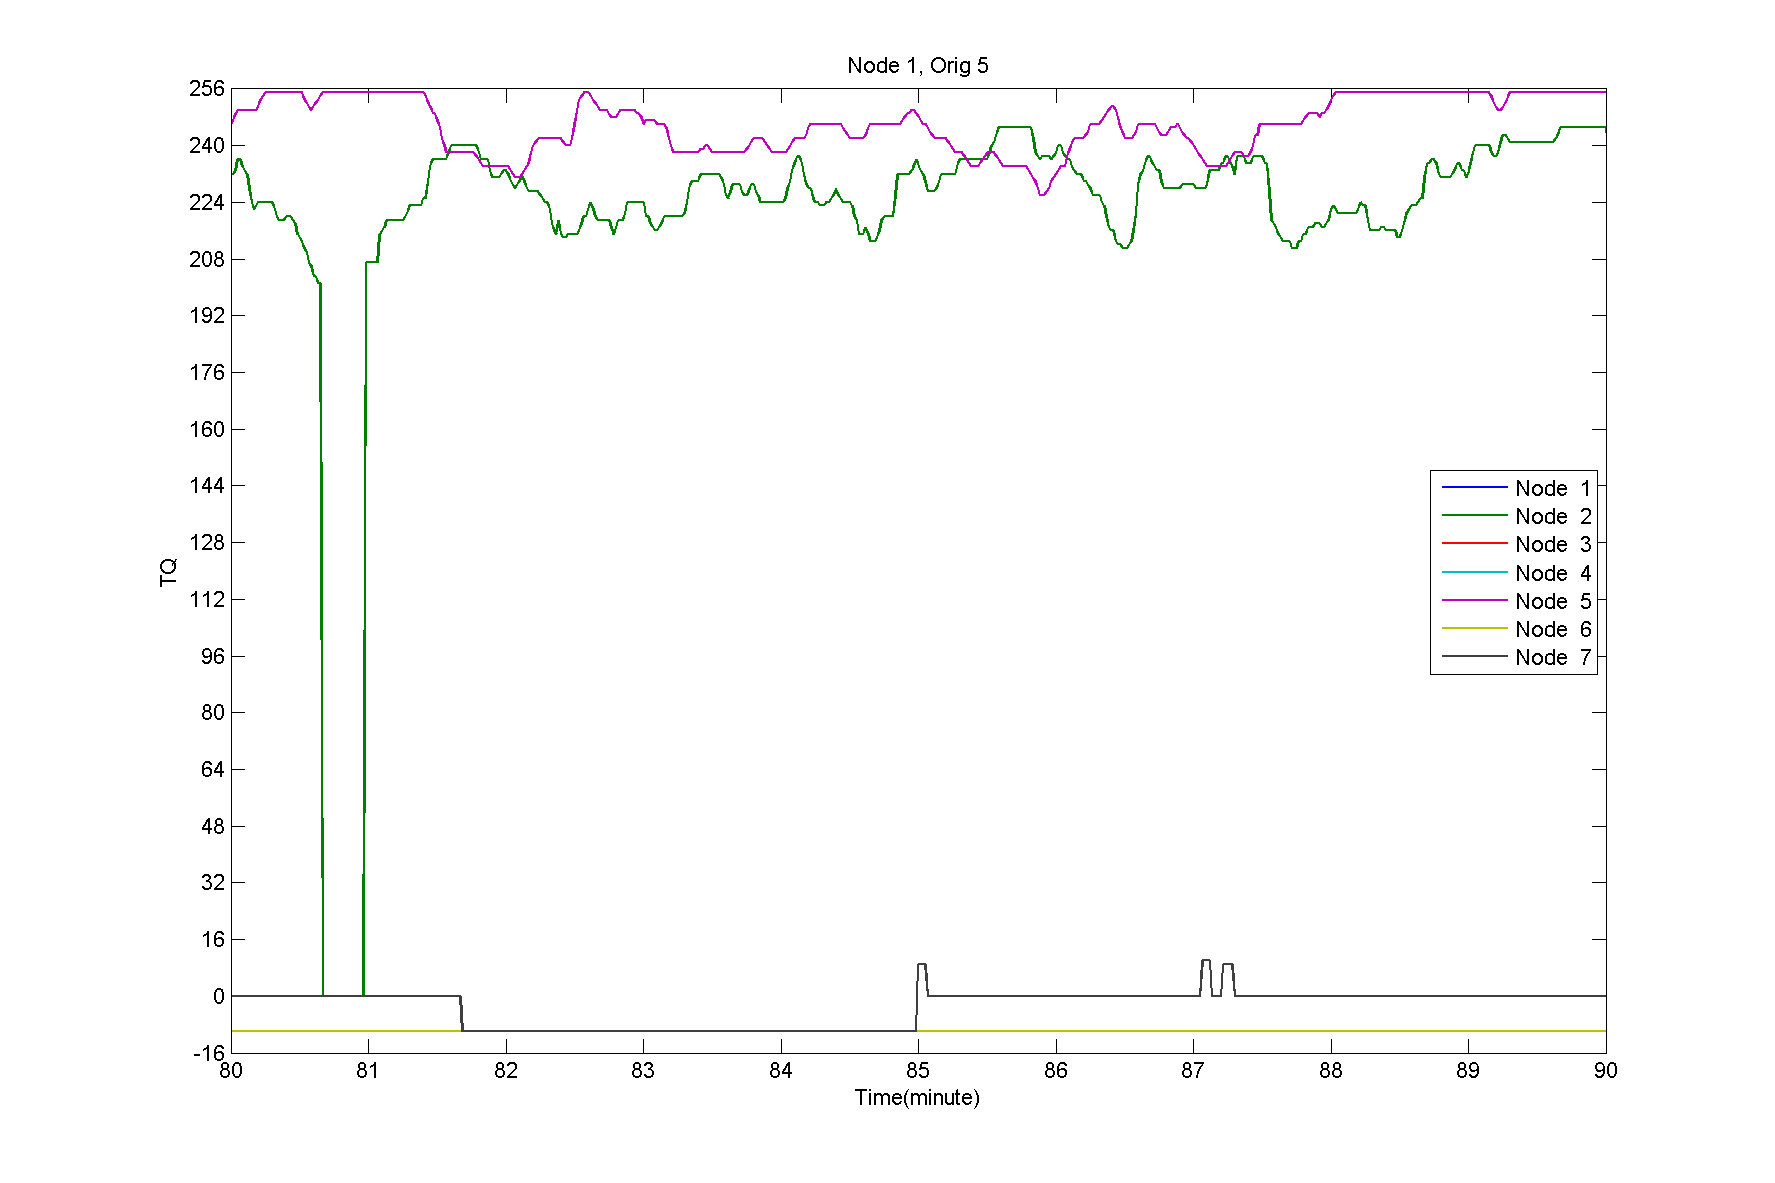 Node 1, Orig 5
256
240
224
208
192
176
160
144
128
112
96
80
64
48
32
16
0
-16
TQ
Node 1
Node 2
Node 3
Node 4
Node 5
Node 6
Node 7
80 81 82 83 84 85 86 87 88 89 90
Time(minute)